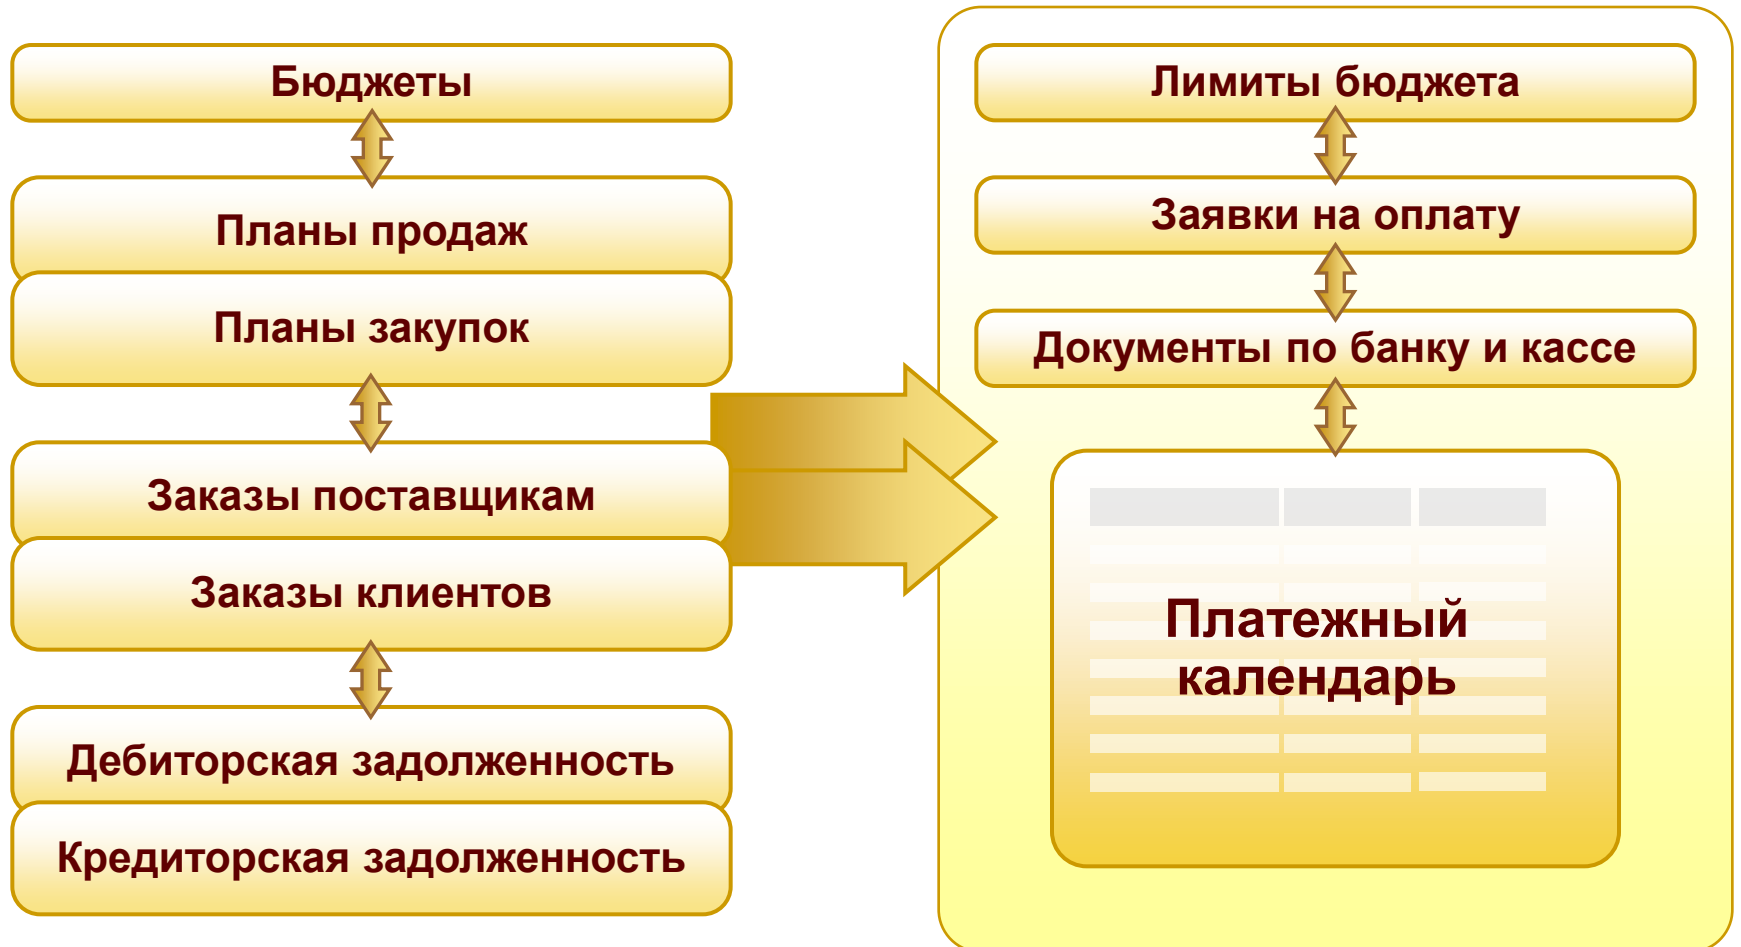 Бюджеты
Планы продаж
Планы закупок
Заказы поставщикам
Заказы клиентов
Дебиторская задолженность
Кредиторская задолженность
Лимиты бюджета
Заявки на оплату
Документы по банку и кассе
Платежный
календарь